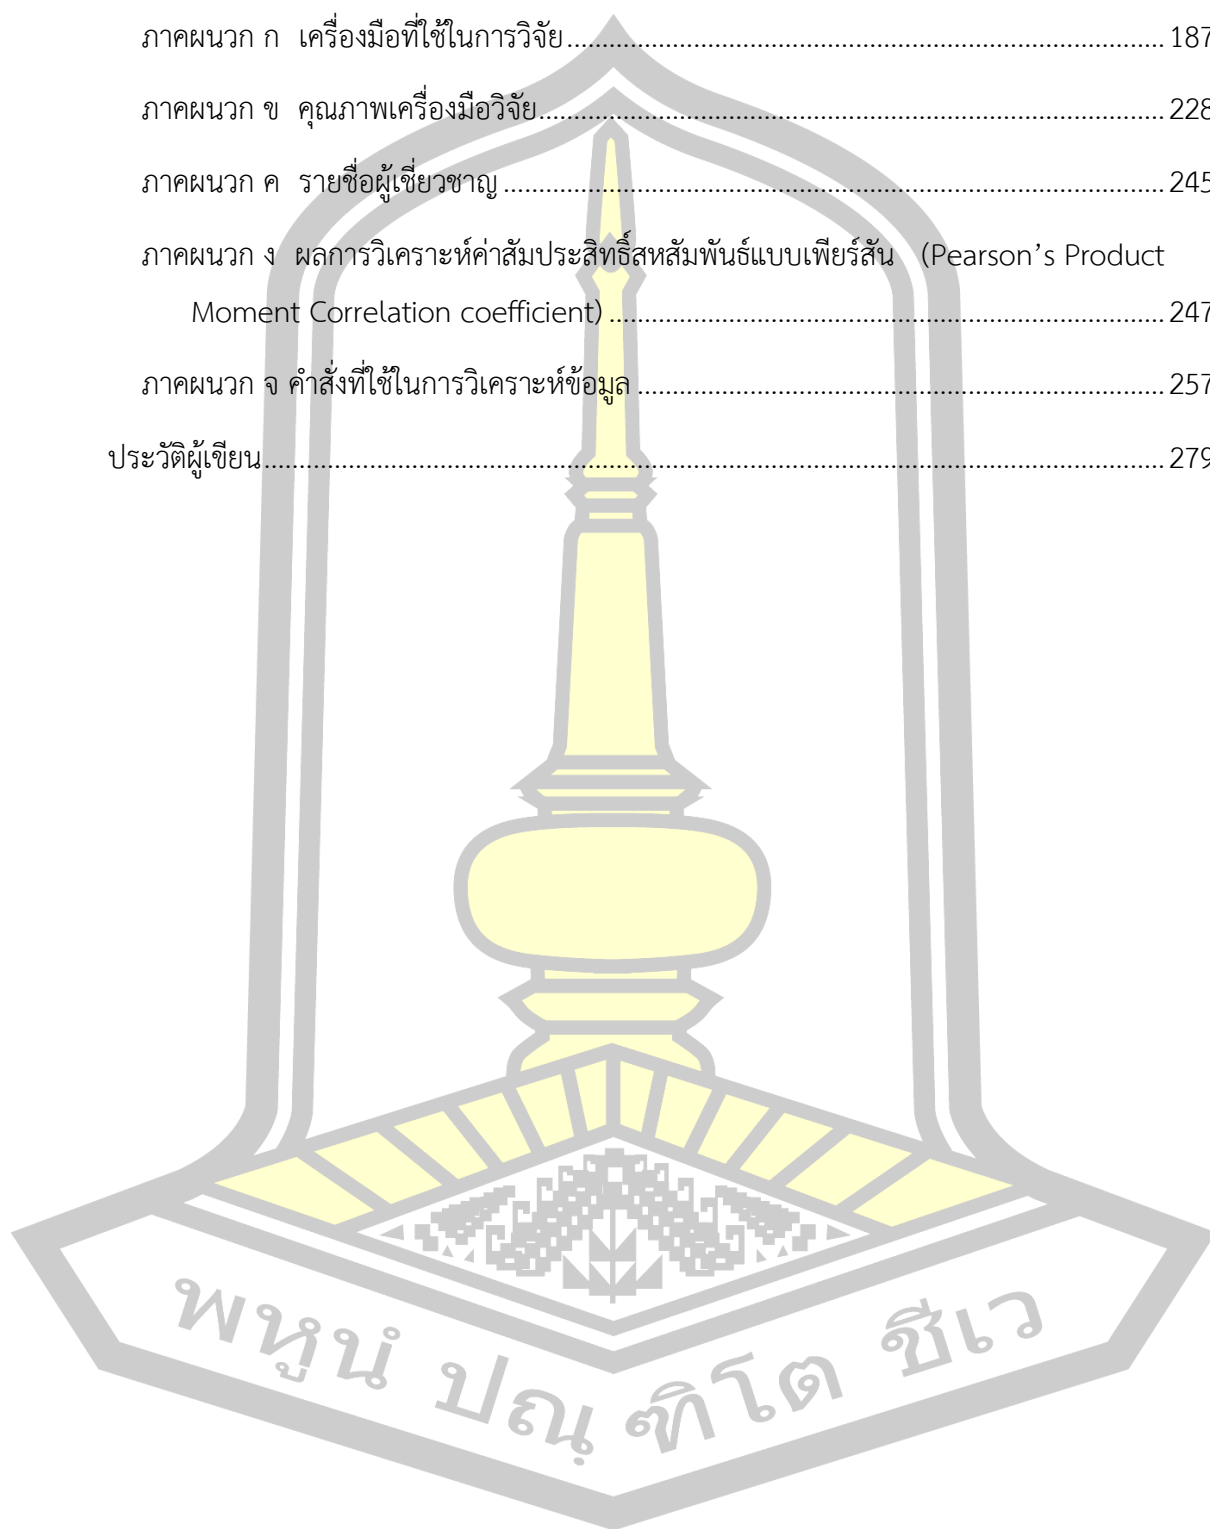 ภาคผนวก ก  เครื่องมือที่ใช้ในการวิจัย........................................................................................ 187
ภาคผนวก ข  คุณภาพเครื่องมือวิจัย............................................................................................ 228
ภาคผนวก ค  รายชื่อผู้เชี่ยวชาญ ................................................................................................. 245
ภาคผนวก ง  ผลการวิเคราะห์ค่าสัมประสิทธิ์สหสัมพันธ์แบบเพียร์สัน   (Pearson’s Product
Moment Correlation coefficient) .................................................................................. 247
ภาคผนวก จ คำสั่งที่ใช้ในการวิเคราะห์ข้อมูล .............................................................................. 257
ประวัติผู้เขียน.................................................................................................................................. 279
พหูนํ ปณฺฑิโต ชีเว